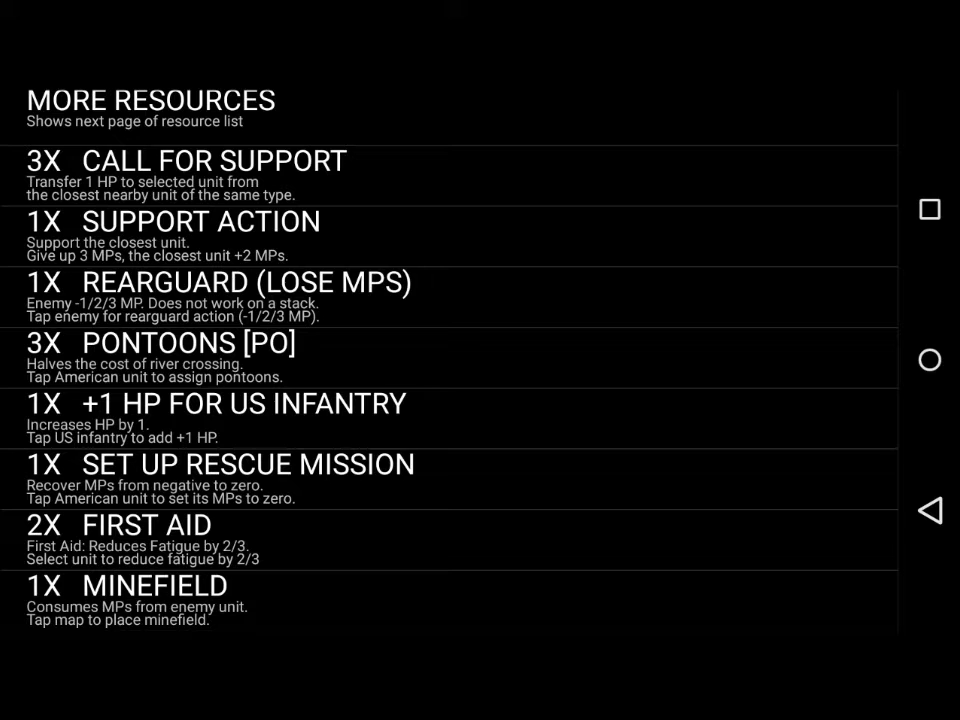 MORE RESOURCES
Shows next page of resource list
3X CALL FOR SUPPORT
Transfer 1 HP to selected unit from
the closest nearby unit of the same type.
1X SUPPORT ACTION
Support the closest unit.
Give up 3 MPs, the closest unit +2 MPs.
1X REARGUARD (LOSE MPS)
Enemy -1/2/3 MP. Does not work on a stack.
Tap enemy for rearguard action (-1/2/3 MP).
3X PONTOONS [PO]
Halves the cost of river crossing.
Tap American unit to assign pontoons.
1X +1 HP FOR US INFANTRY
Increases HP by 1.
Tap US infantry to add +1 HP.
1X SET UP RESCUE MISSION
Recover MPs from negative to zero.
Tap American unit to set its MPs to zero.
2X FIRST AID
First Aid: Reduces Fatigue by 2/3.
Select unit to reduce fatigue by 2/3
1X MINEFIELD
Consumes MPs from enemy unit.
Tap map to place minefield.